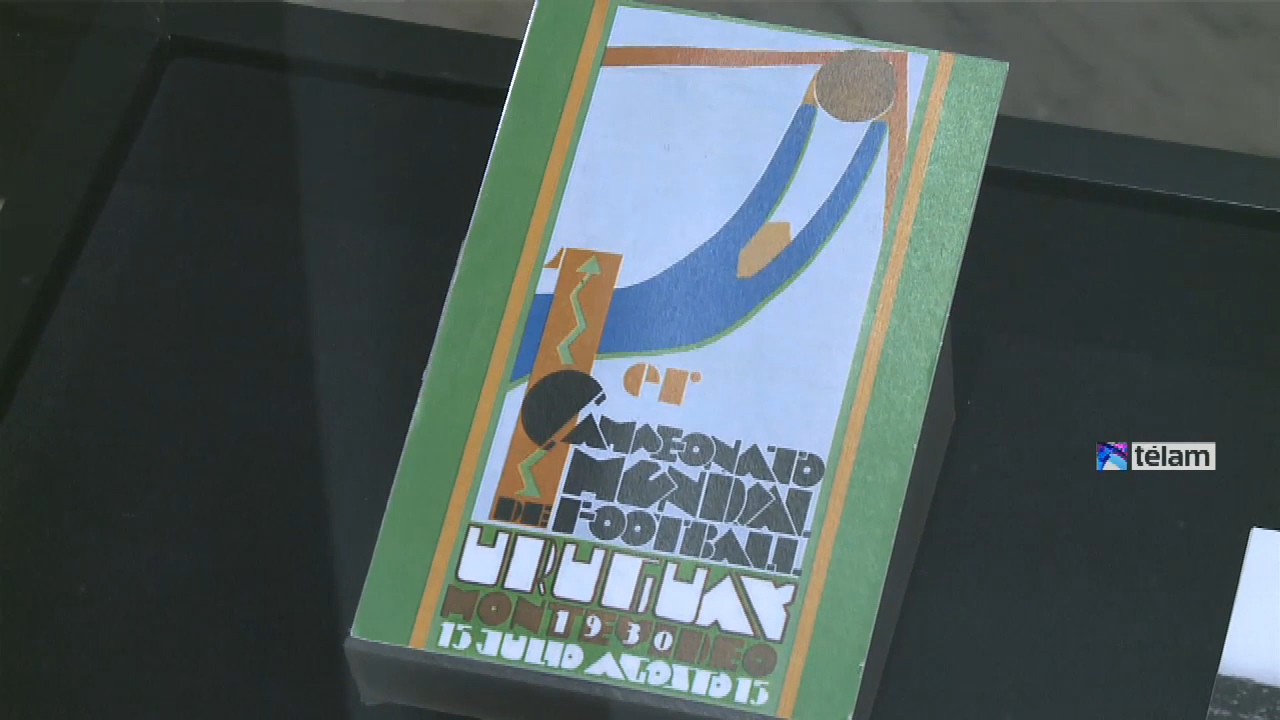 1er
CAMPEONATO
MUNDIAL
DE FOOTBALL
URUGUAY
1930
MONTEVIDEO
15 JULIO AGOSTO 15
télam